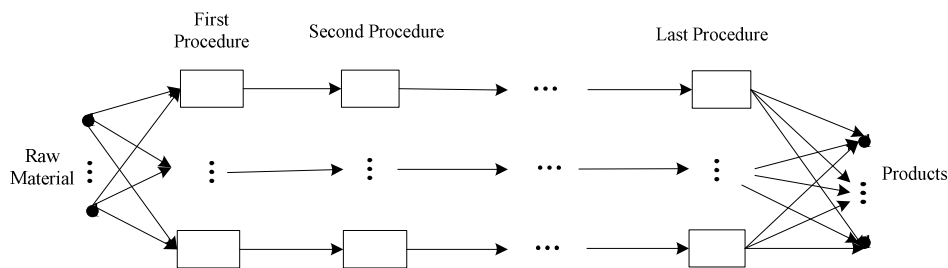 First
Procedure
Second Procedure
Last Procedure
Raw
Material
Products